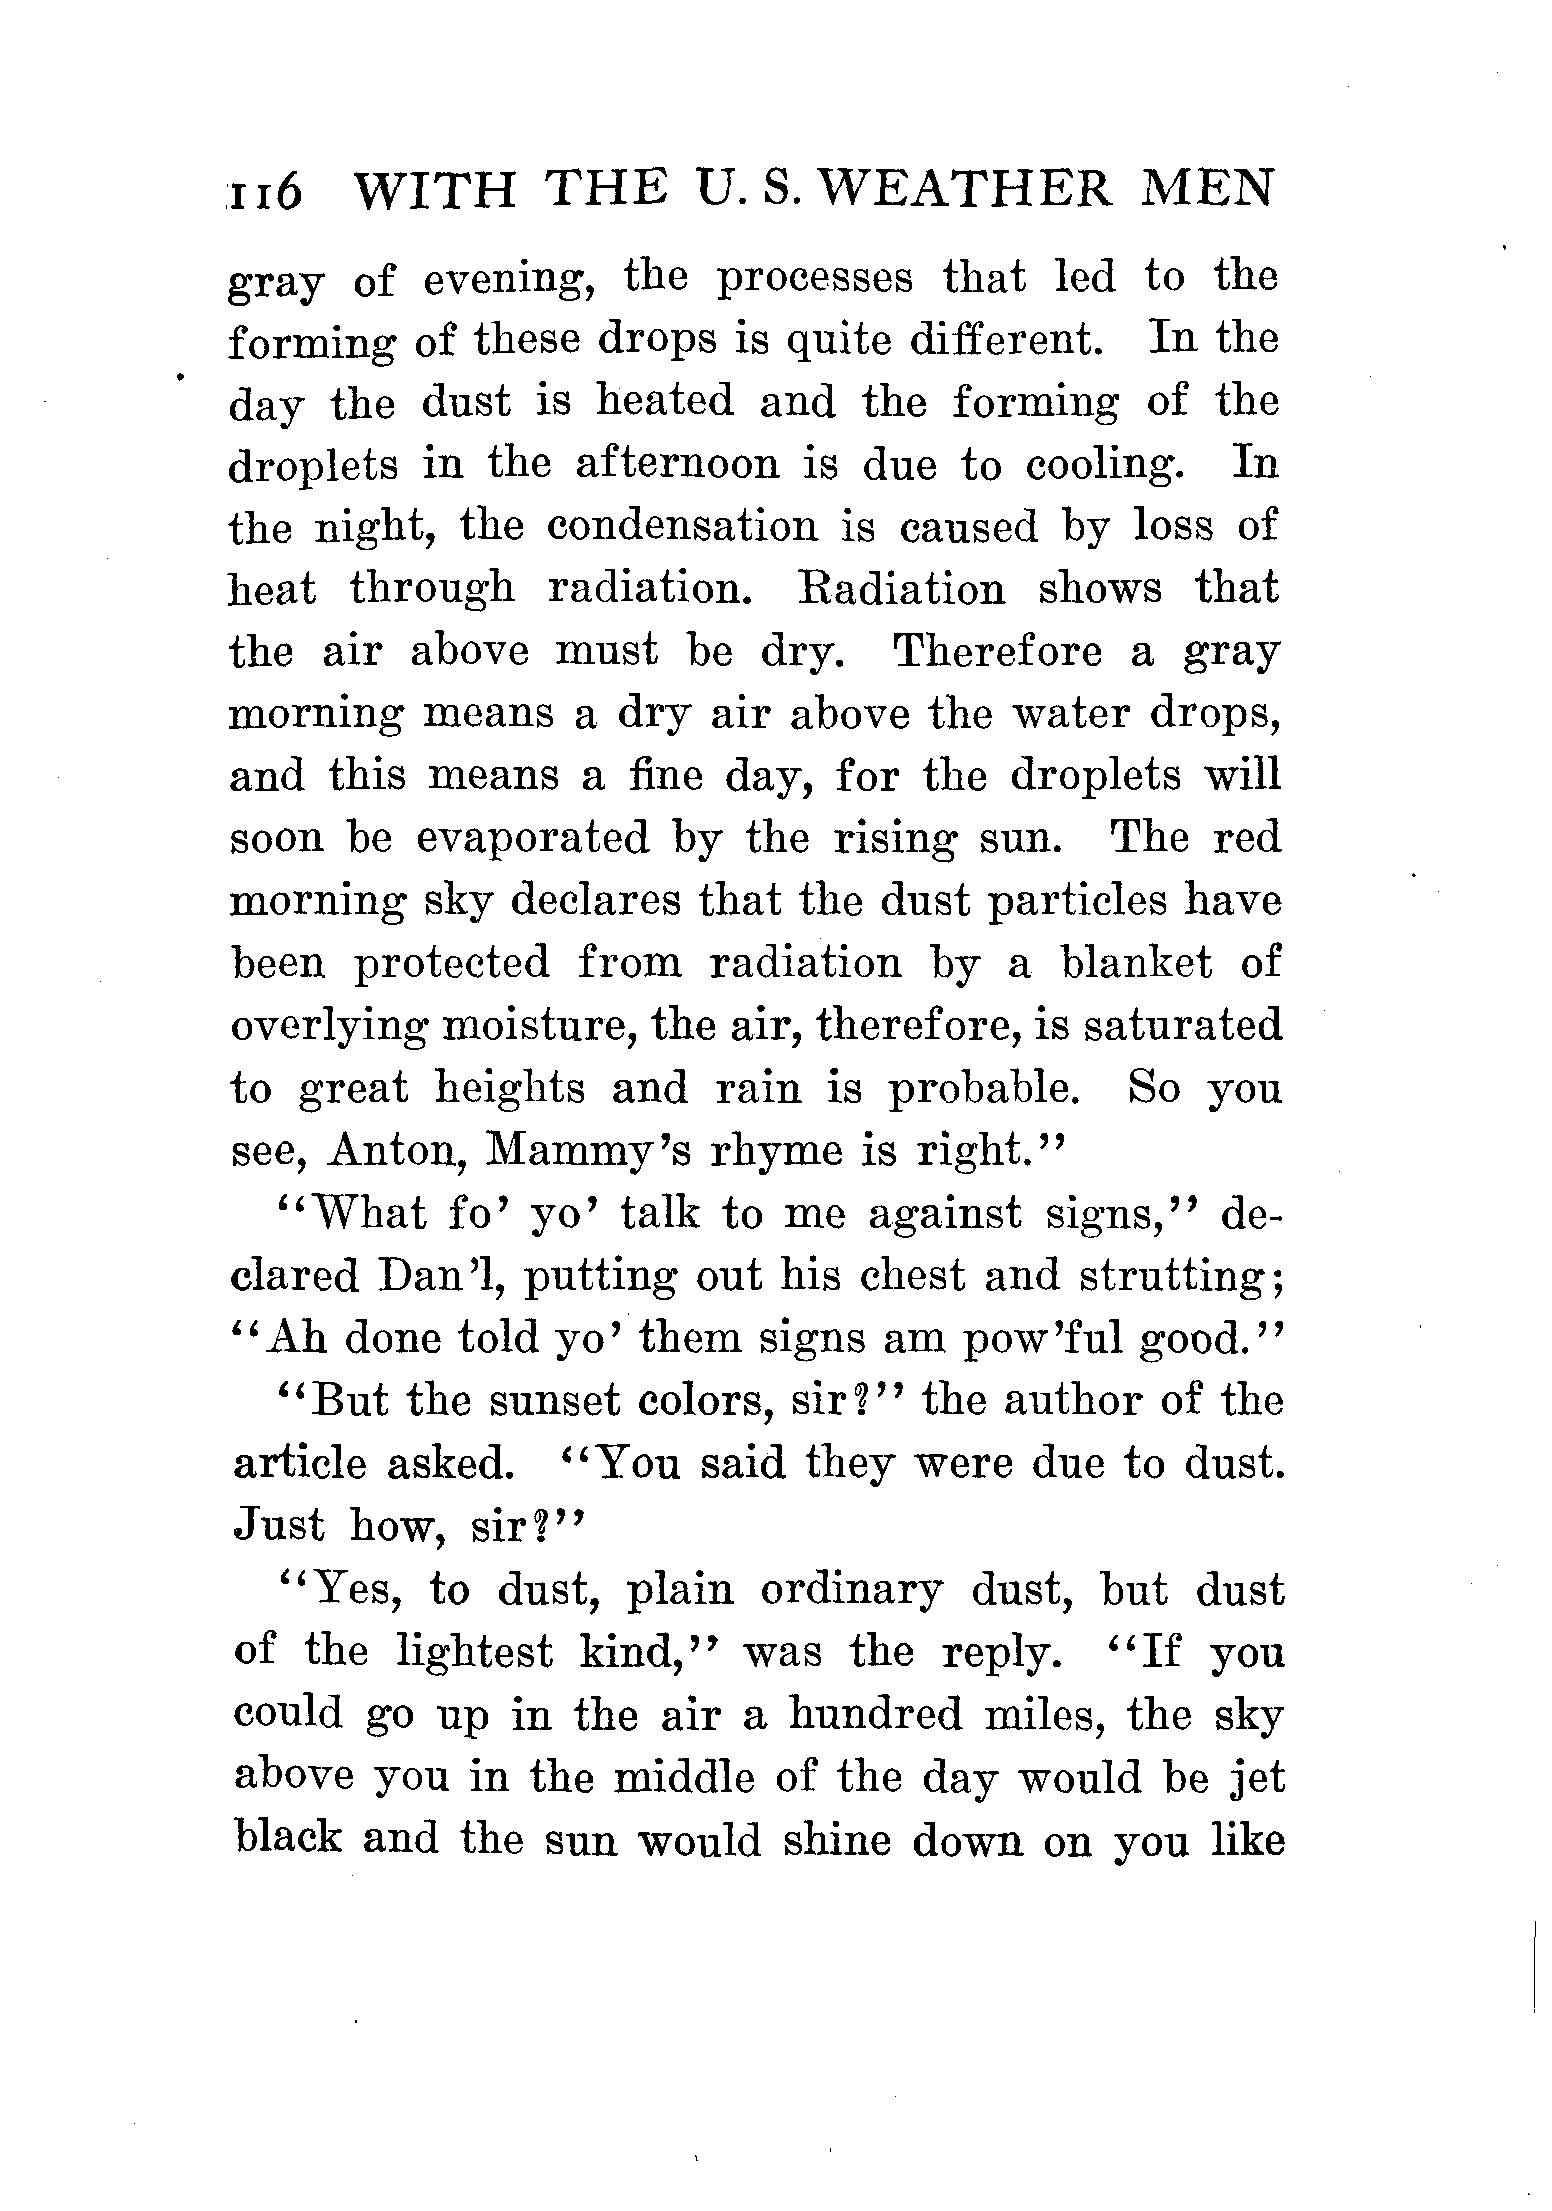 116 WITH THE U. S. WEATHER MEN
gray of evening, the processes that led to the
forming of these drops is quite different. In the
day the dust is heated and the forming of the
droplets in the afternoon is due to cooling. In
the night, the condensation is caused by loss of
heat through radiation. Radiation shows that
the air above must be dry. Therefore a gray
morning means a dry air above the water drops,
and this means a fine day, for the droplets will
soon be evaporated by the rising sun. The red
morning sky declares that the dust particles have
been protected from radiation by a blanket of
overlying moisture, the air, therefore, is saturated
to great heights and rain is probable. So you
see, Anton, Mammy's rhyme is right.”
“What fo' yo' talk to me against signs,” de-
clared Dan'l, putting out his chest and strutting;
“Ah done told yo' them signs am pow'ful good.”
“But the sunset colors, sir?” the author of the
article asked. “You said they were due to dust.
Just how, sir?”
“Yes, to dust, plain ordinary dust, but dust
of the lightest kind,” was the reply. “If you
could go up in the air a hundred miles, the sky
above you in the middle of the day would be jet
black and the sun would shine down on you like